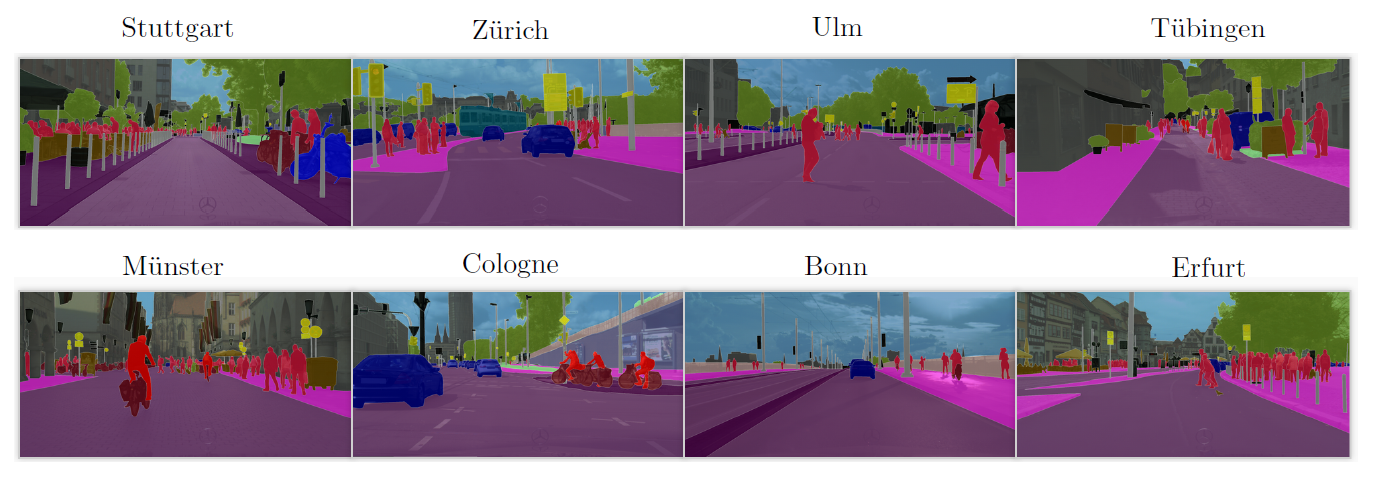 Stuttgart
Zürich
Ulm
Tübingen
Münster
Cologne
Bonn
Erfurt